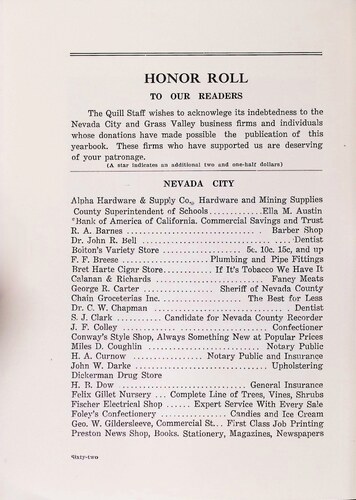 HONOR ROLL
TO OUR READERS
The Quill Staff wishes to acknowlege its indebtedness to the
Nevada City and Grass Valley business firms and individuals
whose donations have made possible the publication of this
yearbook. These firms who have supported us are deserving
of your patronage.
(A star indicates an additional two and one-half dollars)
NEVADA CITY
Alpha Hardware & Supply Co., Hardware and Mining Supplies
County Superintendent of Schools............Ella M. Austin
*Bank of America of California. Commercial Savings and Trust
R. A. Barnes ................................ Barber Shop
Dr. John R. Bell ................................Dentist
Bolton's Variety Store ................ 5c. 10c. 15c, and up
F. F. Breese ................Plumbing and Pipe Fittings
Bret Harte Cigar Store............ If It's Tobacco We Have It
Calanan & Richards ........................ Fancy Meats
George R. Carter ................ Sheriff of Nevada County
Chain Groceterias Inc. ................ The Best for Less
Dr. C. W. Chapman ............................ Dentist
S. J. Clark ........ Candidate for Nevada County Recorder
J. F. Colley ................................ Confectioner
Conway's Style Shop, Always Something New at Popular Prices
Miles D. Coughlin ........................ Notary Public
H. A. Curnow ................ Notary Public and Insurance
John W. Darke ............................ Upholstering
Dickerman Drug Store
H. R. Dow ........................ General Insurance
Felix Gillet Nursery ... Complete Line of Trees, Vines, Shrubs
Fischer Electrical Shop ...... Expert Service With Every Sale
Foley's Confectionery ............ Candies and Ice Cream
Geo. W. Gildersleeve, Commercial St... First Class Job Printing
Preston News Shop, Books. Stationery, Magazines, Newspapers
Sixty-two